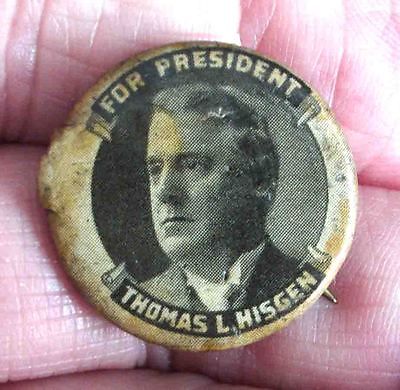 FOR PRESIDENT
THOMAS L. HISGEN